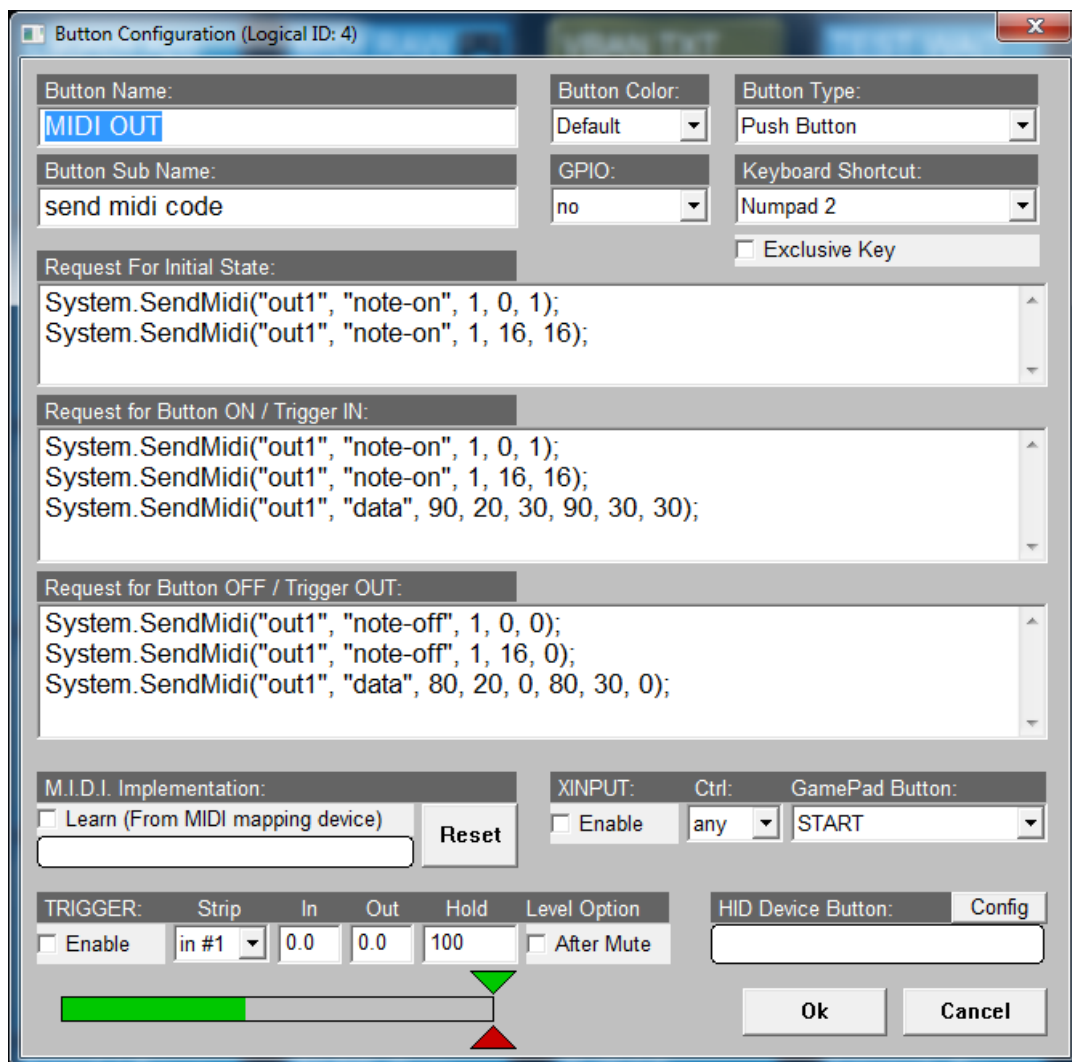 Button Configuration (Logical ID: 4)
VBAN TXT
Button Name:
Button Color:
Button Type:
MIDI OUT
Default
Push Button
Button Sub Name:
GPIO:
Keyboard Shortcut:
send midi code
no
Numpad 2
Exclusive Key
Request For Initial State:
System.SendMidi("out1", "note-on", 1, 0, 1);
System.SendMidi("out1", "note-on", 1, 16, 16);
Request for Button ON / Trigger IN:
System.SendMidi("out1", "note-on", 1, 0, 1);
System.SendMidi("out1", "note-on", 1, 16, 16);
System.SendMidi("out1", "data", 90, 20, 30, 90, 30, 30);
Request for Button OFF / Trigger OUT:
System.SendMidi("out1", "note-off", 1, 0, 0);
System.SendMidi("out1", "note-off", 1, 16, 0);
System.SendMidi("out1", "data", 80, 20, 0, 80, 30, 0);
M.I.D.I. Implementation:
Learn (From MIDI mapping device)
Reset
XINPUT: Ctrl: GamePad Button:
Enable any START
TRIGGER: Strip In Out Hold Level Option
Enable in #1 0.0 0.0 100 After Mute
HID Device Button: Config
Ok Cancel